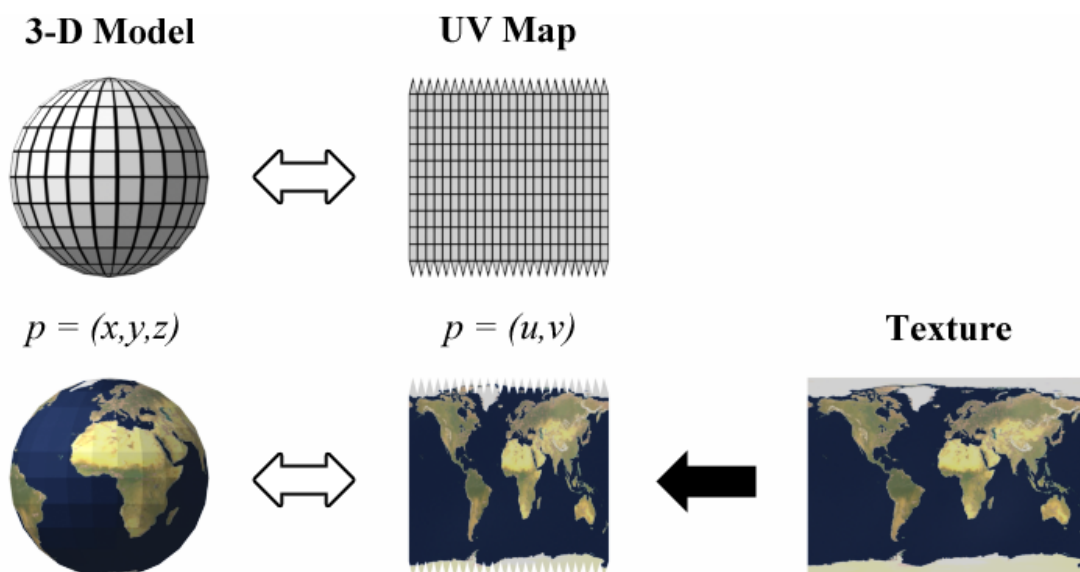 3-D Model
UV Map
p = (x,y,z)
p = (u,v)
Texture